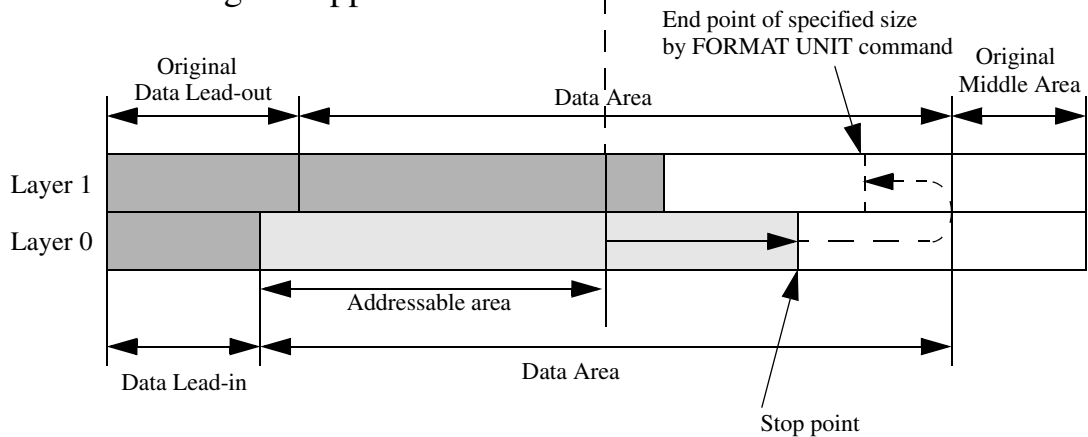 End point of specified size
by FORMAT UNIT command
Original
Data Lead-out
Data Area
Original
Middle Area
Layer 1
Layer 0
Addressable area
Data Lead-in
Data Area
Stop point